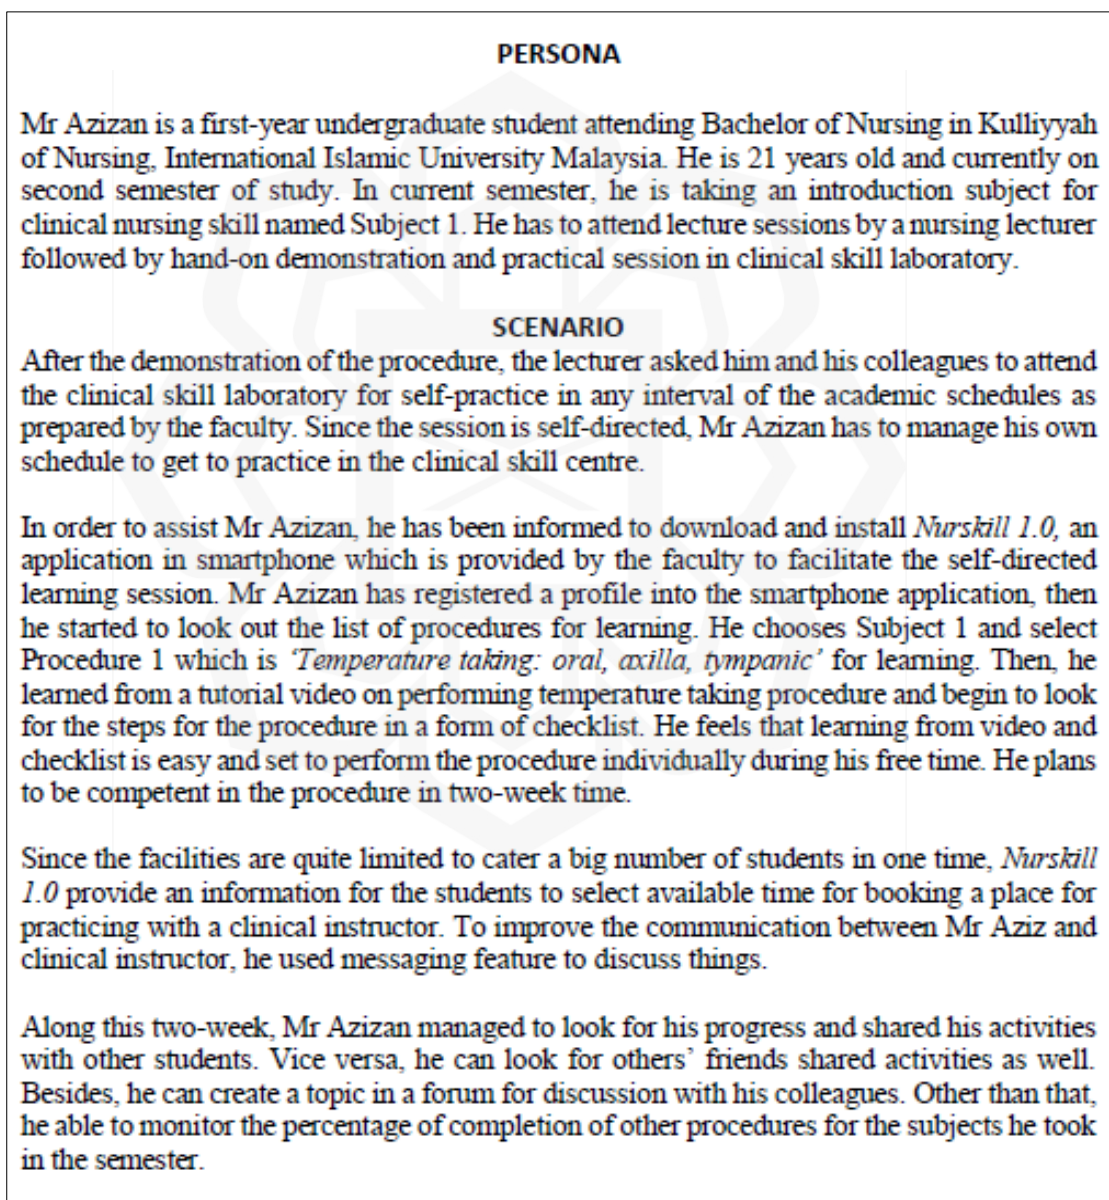 PERSONA
Mr Azizan is a first-year undergraduate student attending Bachelor of Nursing in Kulliyyah
of Nursing, International Islamic University Malaysia. He is 21 years old and currently on
second semester of study. In current semester, he is taking an introduction subject for
clinical nursing skill named Subject 1. He has to attend lecture sessions by a nursing lecturer
followed by hand-on demonstration and practical session in clinical skill laboratory.
SCENARIO
After the demonstration of the procedure, the lecturer asked him and his colleagues to attend
the clinical skill laboratory for self-practice in any interval of the academic schedules as
prepared by the faculty. Since the session is self-directed, Mr Azizan has to manage his own
schedule to get to practice in the clinical skill centre.
In order to assist Mr Azizan, he has been informed to download and install Nurskill 1.0, an
application in smartphone which is provided by the faculty to facilitate the self-directed
learning session. Mr Azizan has registered a profile into the smartphone application, then
he started to look out the list of procedures for learning. He chooses Subject 1 and select
Procedure 1 which is ‘Temperature taking: oral, axilla, tympanic’ for learning. Then, he
learned from a tutorial video on performing temperature taking procedure and begin to look
for the steps for the procedure in a form of checklist. He feels that learning from video and
checklist is easy and set to perform the procedure individually during his free time. He plans
to be competent in the procedure in two-week time.
Since the facilities are quite limited to cater a big number of students in one time, Nurskill
1.0 provide an information for the students to select available time for booking a place for
practicing with a clinical instructor. To improve the communication between Mr Aziz and
clinical instructor, he used messaging feature to discuss things.
Along this two-week, Mr Azizan managed to look for his progress and shared his activities
with other students. Vice versa, he can look for others’ friends shared activities as well.
Besides, he can create a topic in a forum for discussion with his colleagues. Other than that,
he able to monitor the percentage of completion of other procedures for the subjects he took
in the semester.